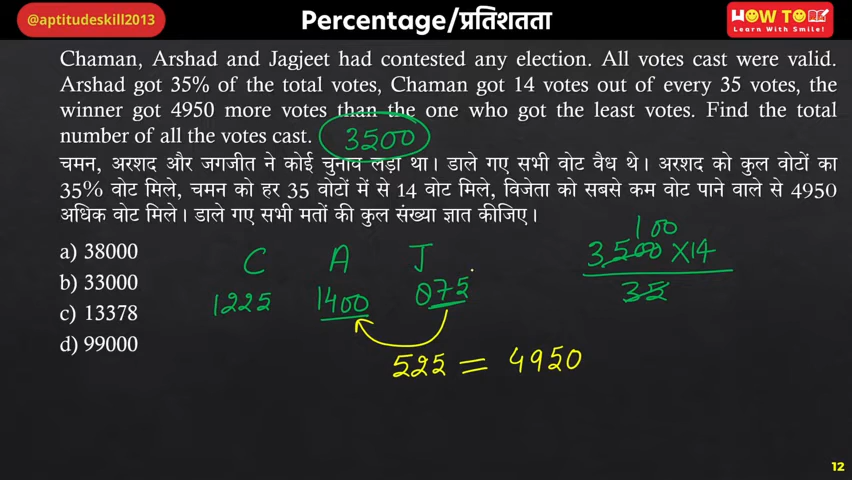 @aptitudeskill2013
Percentage/प्रतिशतता
HOW TO
Learn With Smile!
Chaman, Arshad and Jagjeet had contested any election. All votes cast were valid.
Arshad got 35% of the total votes, Chaman got 14 votes out of every 35 votes, the
winner got 4950 more votes than the one who got the least votes. Find the total
number of all the votes cast. 3500
चमन, अरशद और जगजीत ने कोई चुनाव लड़ा था। डाले गए सभी वोट वैध थे। अरशद को कुल वोटों का
35% वोट मिले, चमन को हर 35 वोटों में से 14 वोट मिले, विजेता को सबसे कम वोट पाने वाले से 4950
अधिक वोट मिले। डाले गए सभी मतों की कुल संख्या ज्ञात कीजिए।
100
a) 38000
C A J 3500 X14
b) 33000
1225 1400 075 35
c) 13378
d) 99000
525 = 4950
12